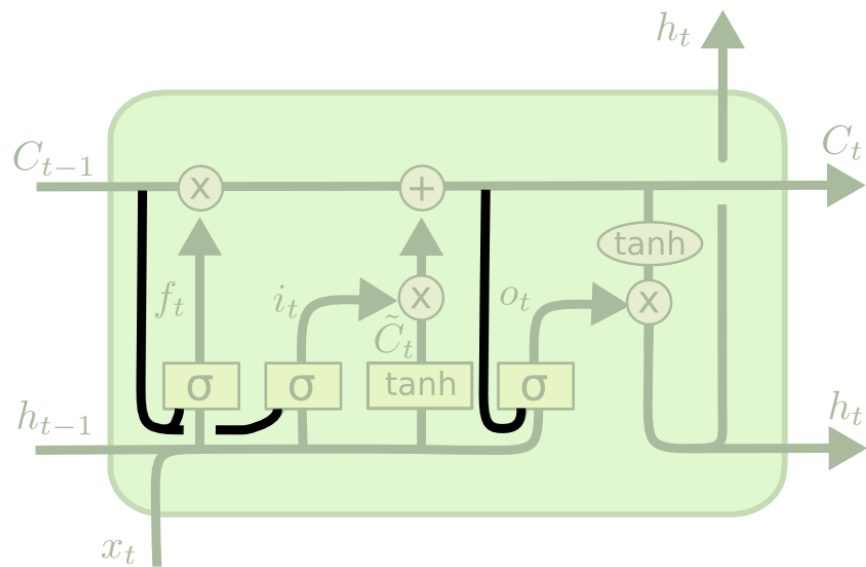 h_t
C_{t-1} × + C_t
tanh
f_t i_t × o_t ×
C̃_t
σ σ tanh σ
h_{t-1} h_t
x_t